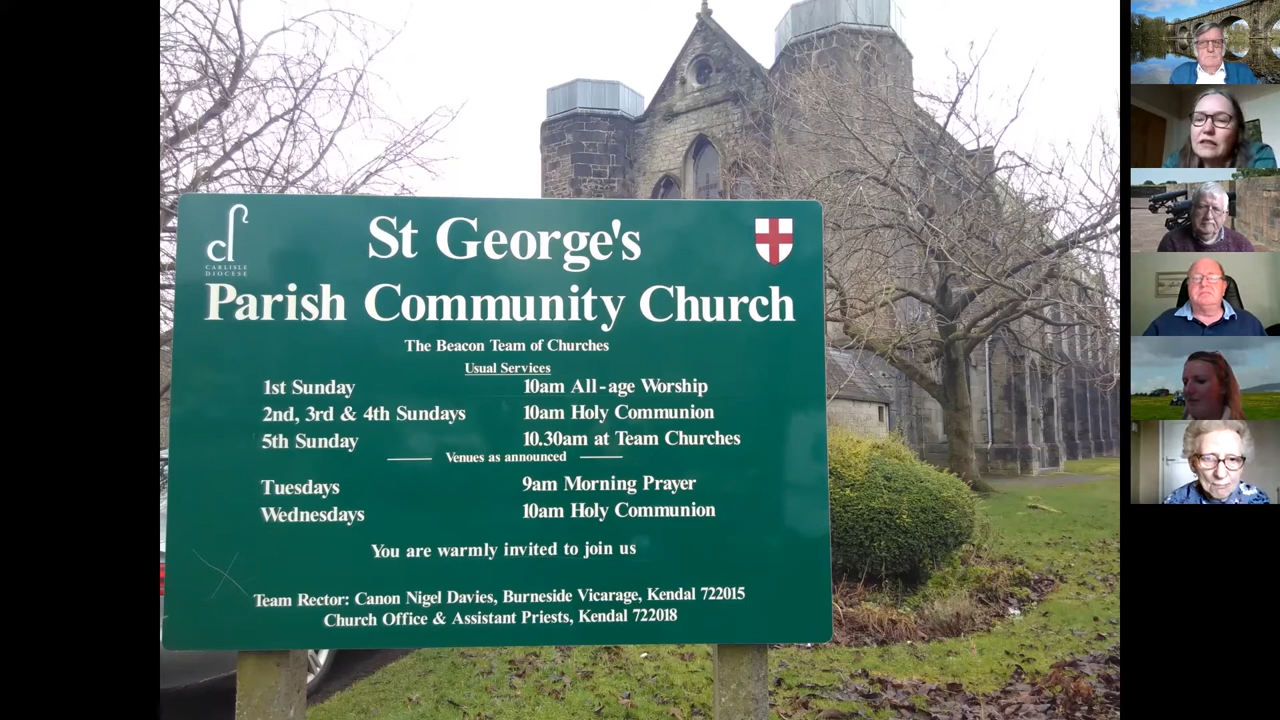 CARLISLE
DIOCESE
St George's
Parish Community Church
The Beacon Team of Churches
Usual Services
1st Sunday 10am All-age Worship
2nd, 3rd & 4th Sundays 10am Holy Communion
5th Sunday 10.30am at Team Churches
Venues as announced
Tuesdays 9am Morning Prayer
Wednesdays 10am Holy Communion
You are warmly invited to join us
Team Rector: Canon Nigel Davies, Burneside Vicarage, Kendal 722015
Church Office & Assistant Priests, Kendal 722018